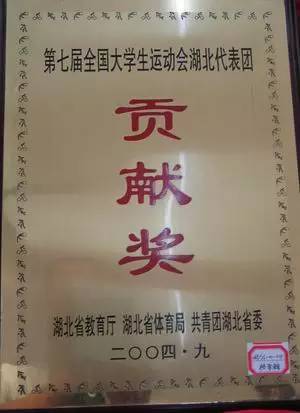 第七届全国大学生运动会湖北代表团
贡献奖
湖北省教育厅 湖北省体育局 共青团湖北省委
二〇〇四·九